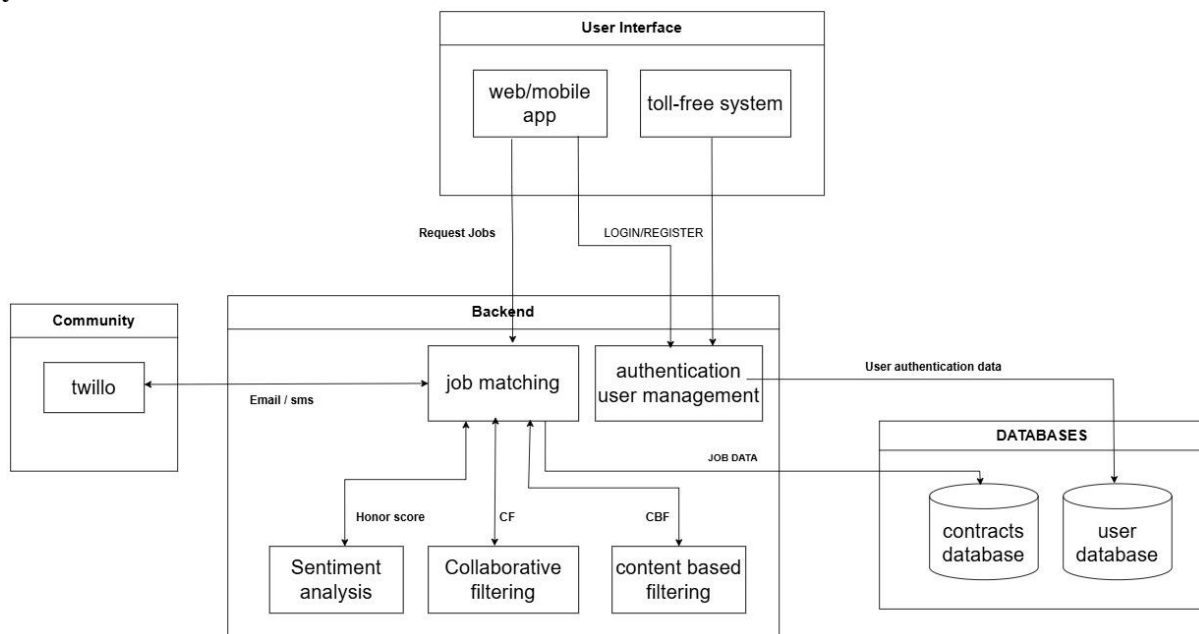 User Interface
web/mobile
app
toll-free system
Request Jobs
LOGIN/REGISTER
Community
twillo
Email / sms
Backend
job matching
authentication
user management
User authentication data
DATABASES
JOB DATA
contracts
database
user
database
Honor score
CF
CBF
Sentiment
analysis
Collaborative
filtering
content based
filtering